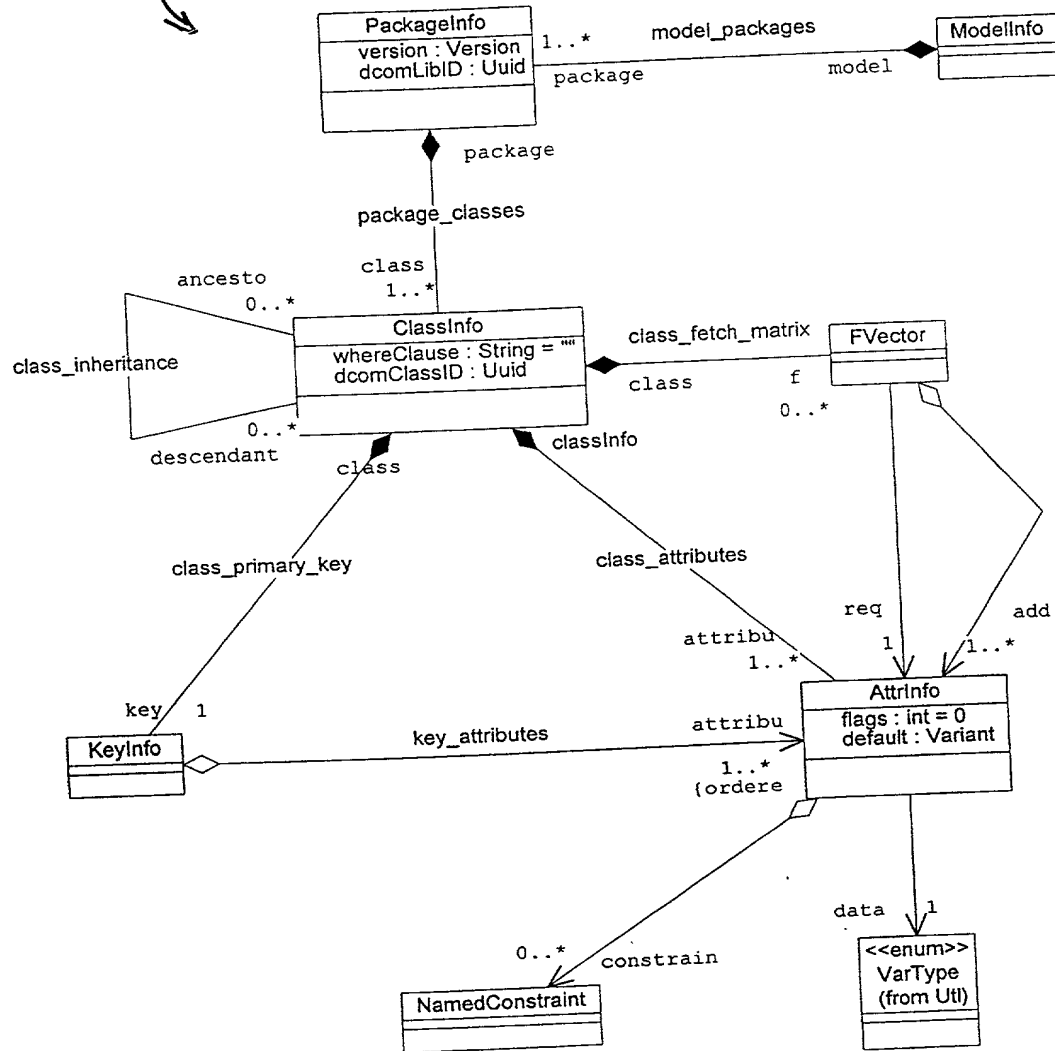 PackageInfo
version : Version
dcomLibID : Uuid
1..*
model_packages
package
model
ModelInfo
package
package_classes
class
1..*
ancesto
0..*
class_inheritance
0..*
descendant
ClassInfo
whereClause : String = ""
dcomClassID : Uuid
class_fetch_matrix
class
f
0..*
FVector
class
classInfo
class_primary_key
class_attributes
req
1
add
1..*
attribu
1..*
key 1
KeyInfo
key_attributes
attribu
1..*
{ordere
AttrInfo
flags : int = 0
default : Variant
0..*
constrain
data 1
NamedConstraint
<<enum>>
VarType
(from Utl)